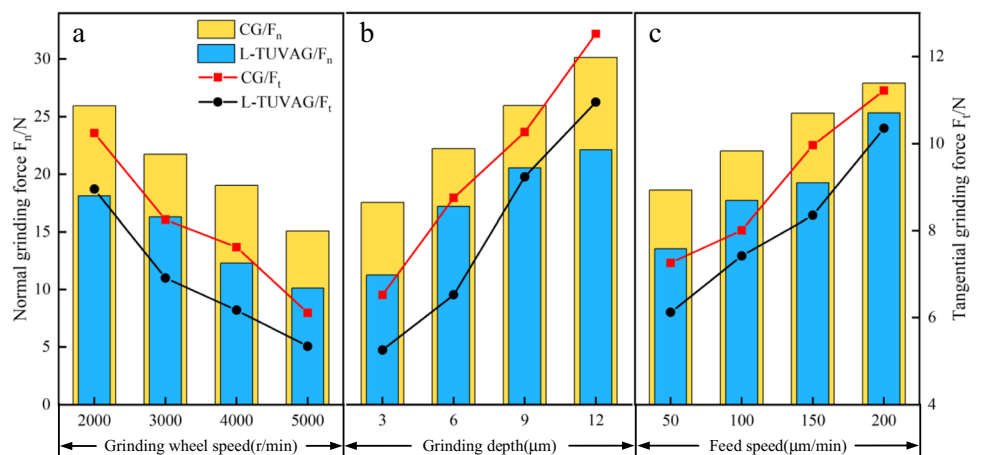 a
b
c
CG/Fn
L-TUVAG/Fn
CG/Ft
L-TUVAG/Ft
Normal grinding force Fn/N
30
25
20
15
10
5
0
Tangential grinding force Ft/N
12
10
8
6
4
2000 3000 4000 5000
3 6 9 12
50 100 150 200
Grinding wheel speed(r/min)
Grinding depth(μm)
Feed speed(μm/min)